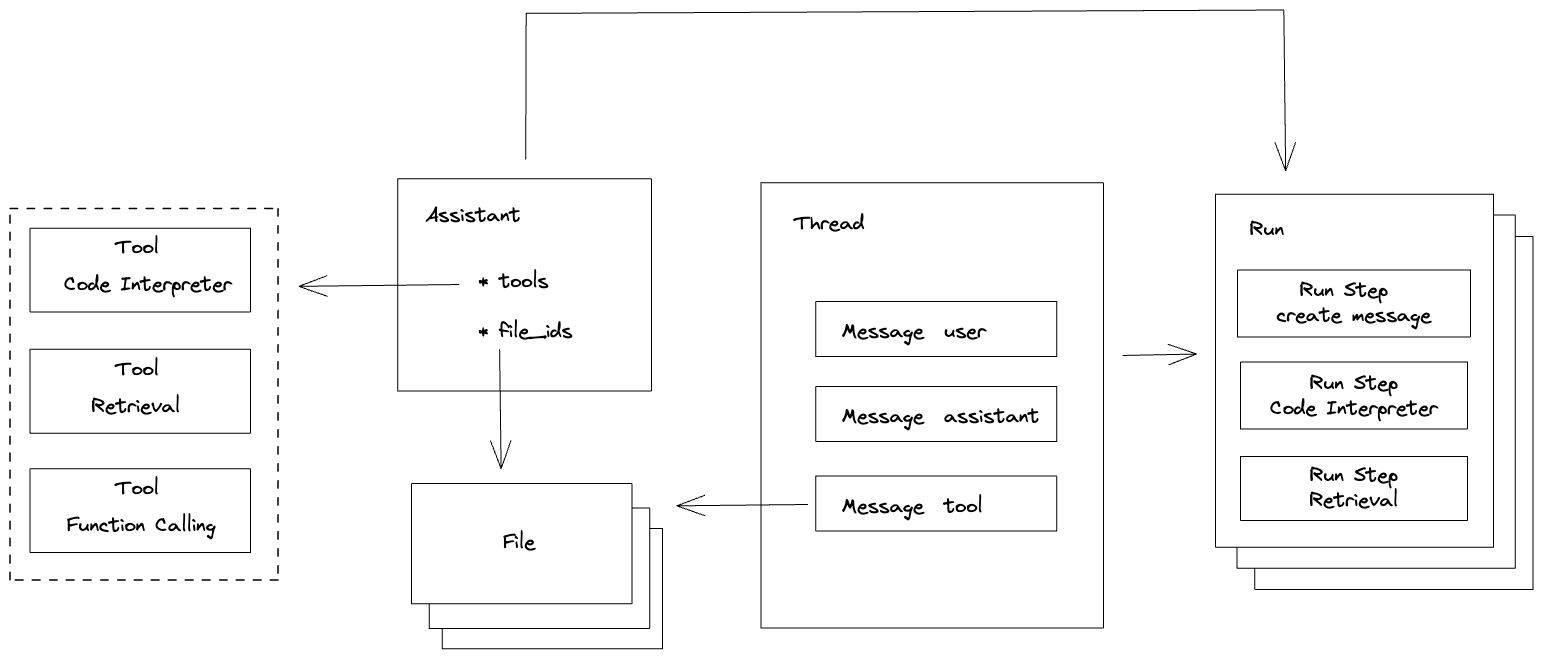 Tool
Code Interpreter
Tool
Retrieval
Tool
Function Calling
Assistant
* tools
* file_ids
File
Thread
Message user
Message assistant
Message tool
Run
Run Step
create message
Run Step
Code Interpreter
Run Step
Retrieval